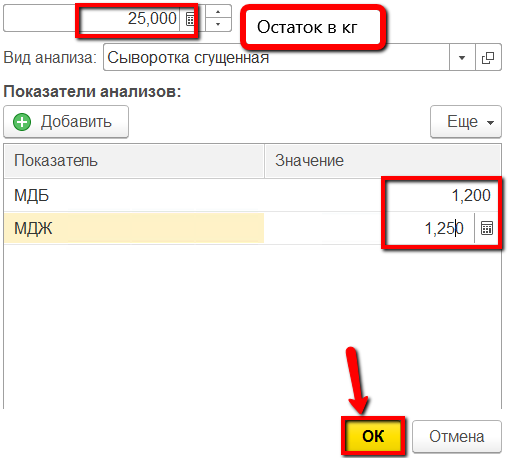 25,000
Остаток в кг
Вид анализа: Сыворотка сгущенная
Показатели анализов:
Добавить Еще
Показатель Значение
МДБ 1,200
МДЖ 1,250
ОК Отмена